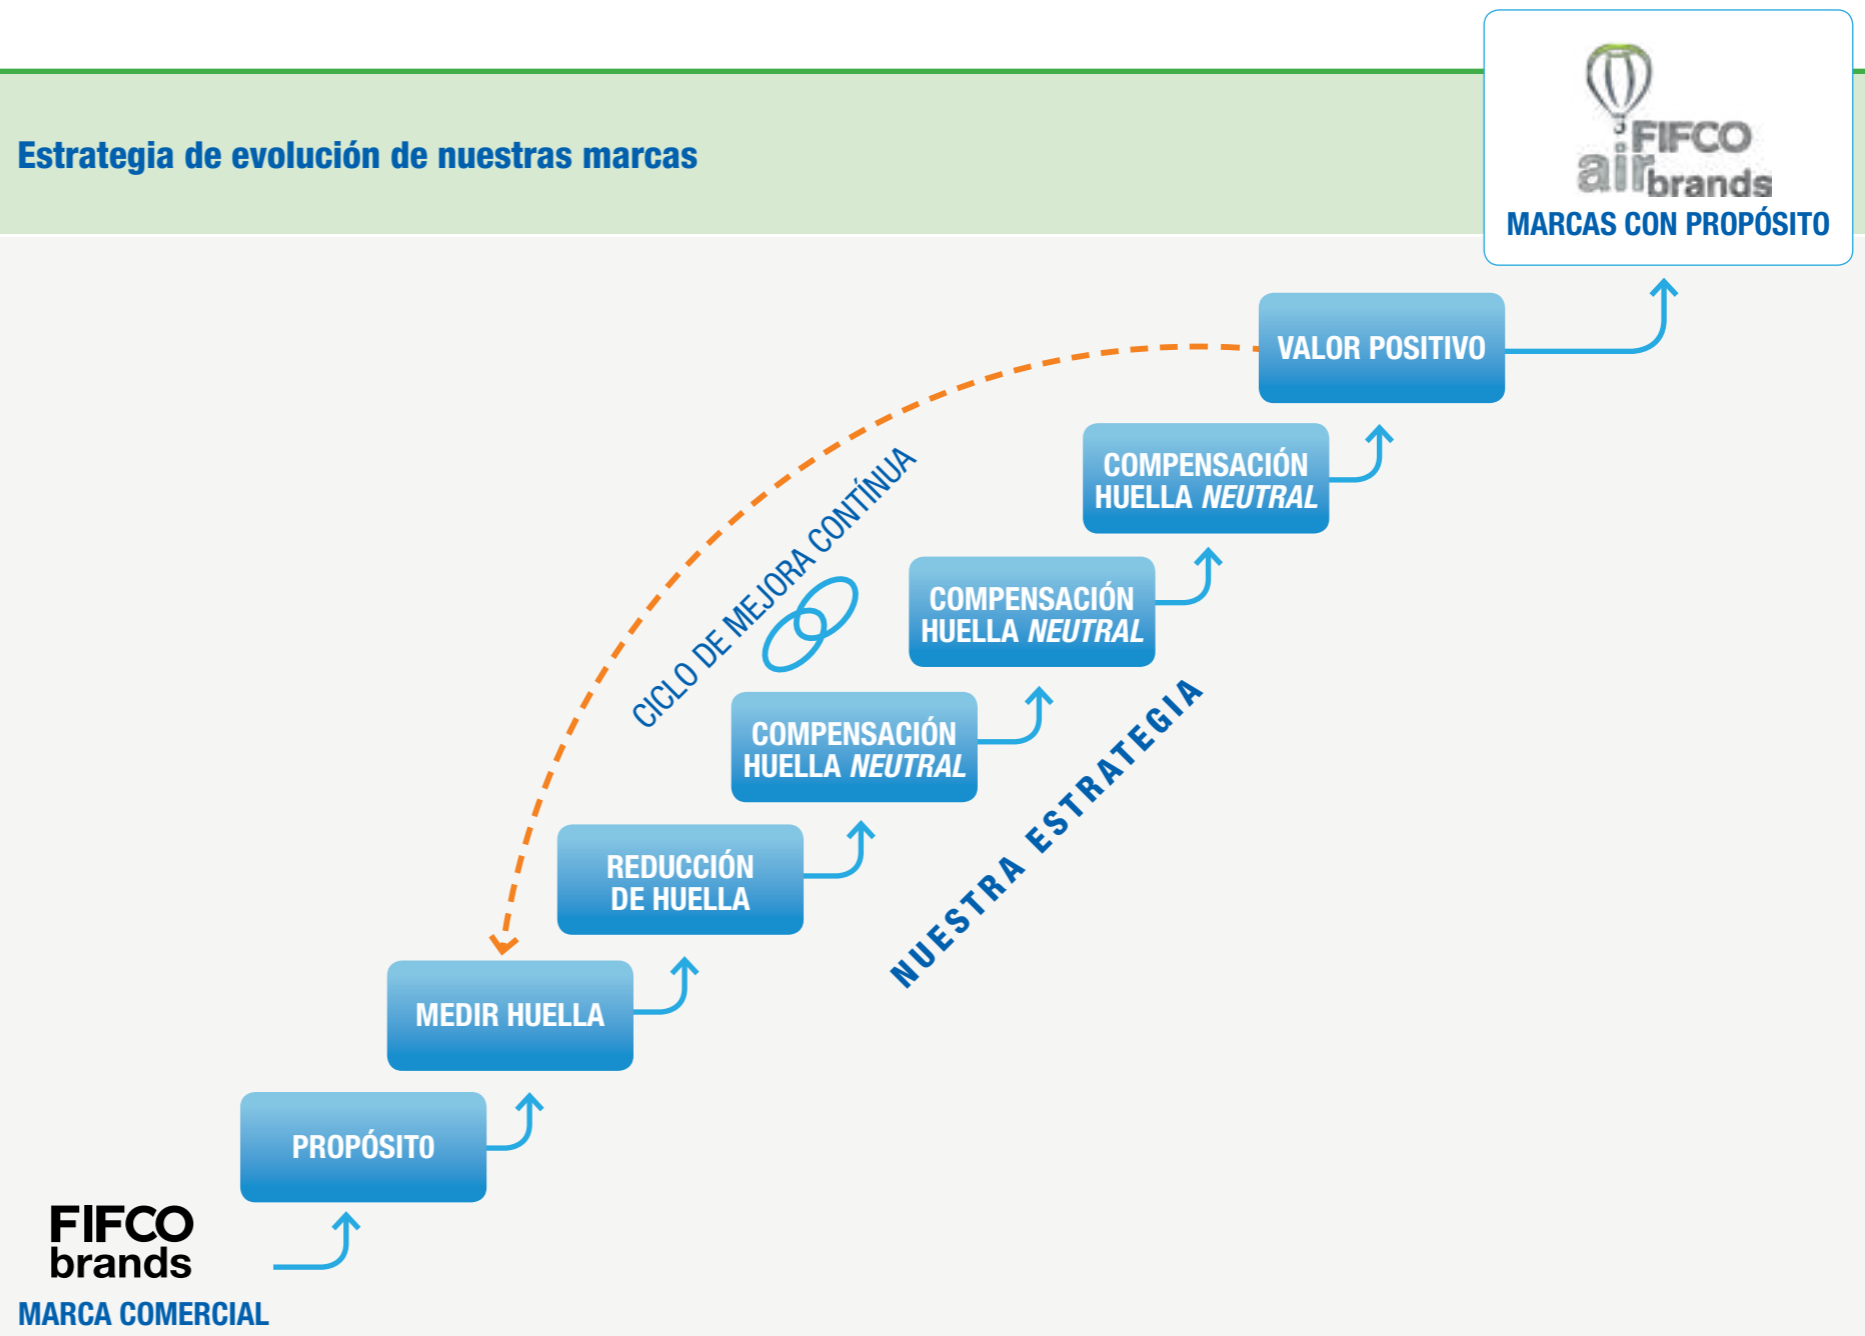 FIFCO
air brands
MARCAS CON PROPÓSITO
Estrategia de evolución de nuestras marcas
VALOR POSITIVO
COMPENSACIÓN
HUELLA NEUTRAL
COMPENSACIÓN
HUELLA NEUTRAL
CICLO DE MEJORA CONTÍNUA
COMPENSACIÓN
HUELLA NEUTRAL
NUESTRA ESTRATEGIA
REDUCCIÓN
DE HUELLA
MEDIR HUELLA
PROPÓSITO
FIFCO
brands
MARCA COMERCIAL